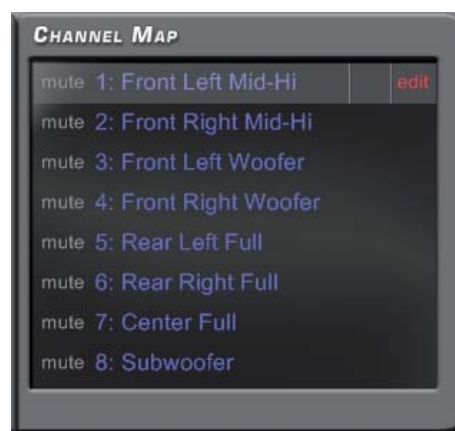 CHANNEL MAP
mute 1: Front Left Mid-Hi edit
mute 2: Front Right Mid-Hi
mute 3: Front Left Woofer
mute 4: Front Right Woofer
mute 5: Rear Left Full
mute 6: Rear Right Full
mute 7: Center Full
mute 8: Subwoofer